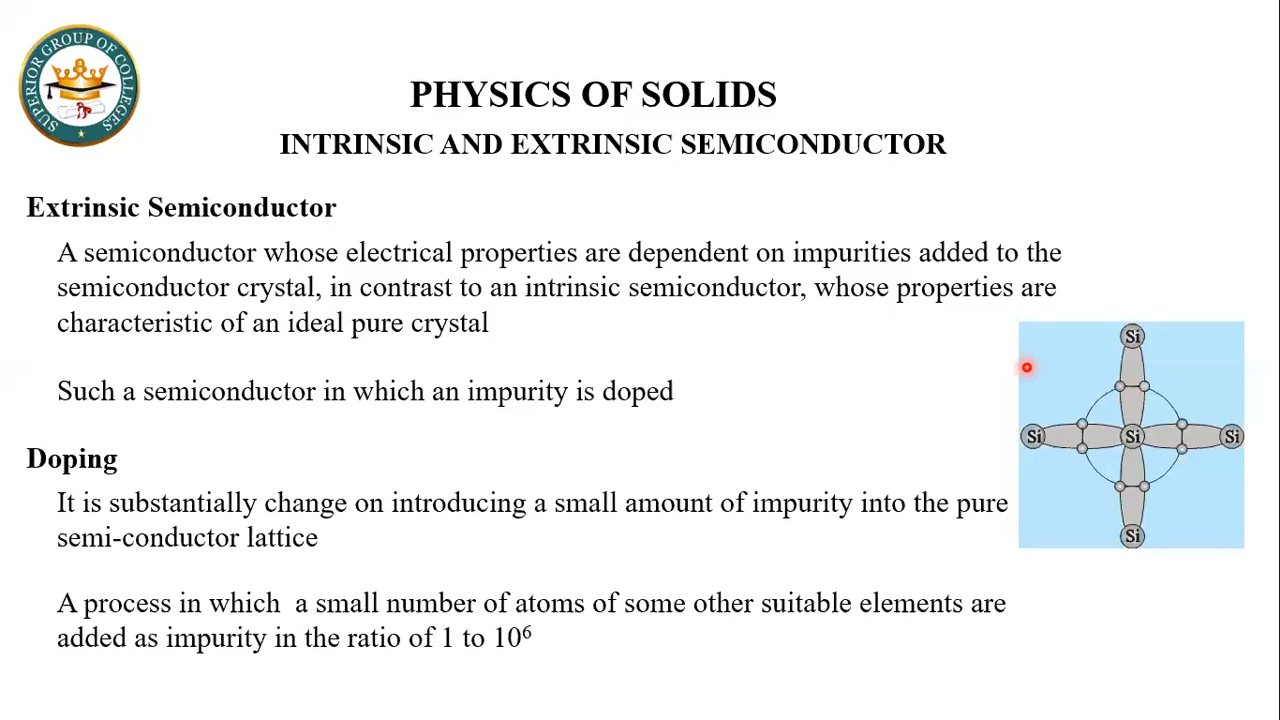 SUPERIOR GROUP OF COLLEGES
PHYSICS OF SOLIDS
INTRINSIC AND EXTRINSIC SEMICONDUCTOR
Extrinsic Semiconductor
A semiconductor whose electrical properties are dependent on impurities added to the
semiconductor crystal, in contrast to an intrinsic semiconductor, whose properties are
characteristic of an ideal pure crystal
Such a semiconductor in which an impurity is doped
Doping
It is substantially change on introducing a small amount of impurity into the pure
semi-conductor lattice
A process in which a small number of atoms of some other suitable elements are
added as impurity in the ratio of 1 to 10⁶
Si
Si Si Si
Si